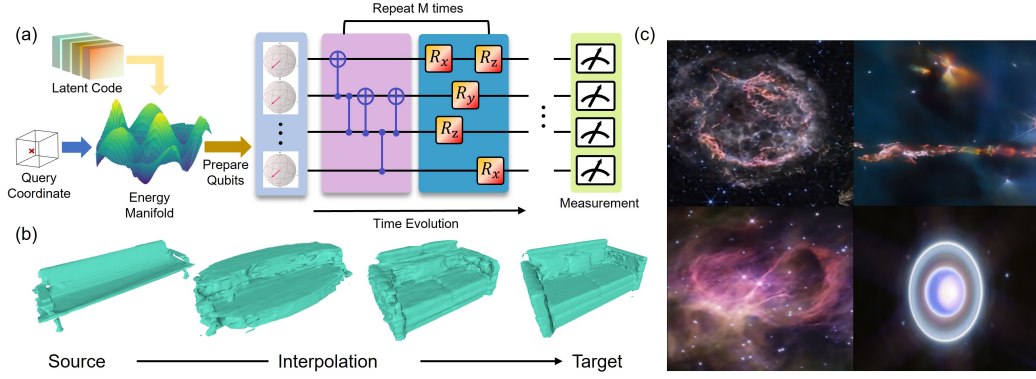 (a)
Latent Code
Query
Coordinate
Energy
Manifold
Prepare
Qubits
Repeat M times
Rx
Rz
Ry
Rz
Rx
Time Evolution
Measurement
(b)
Source
Interpolation
Target
(c)